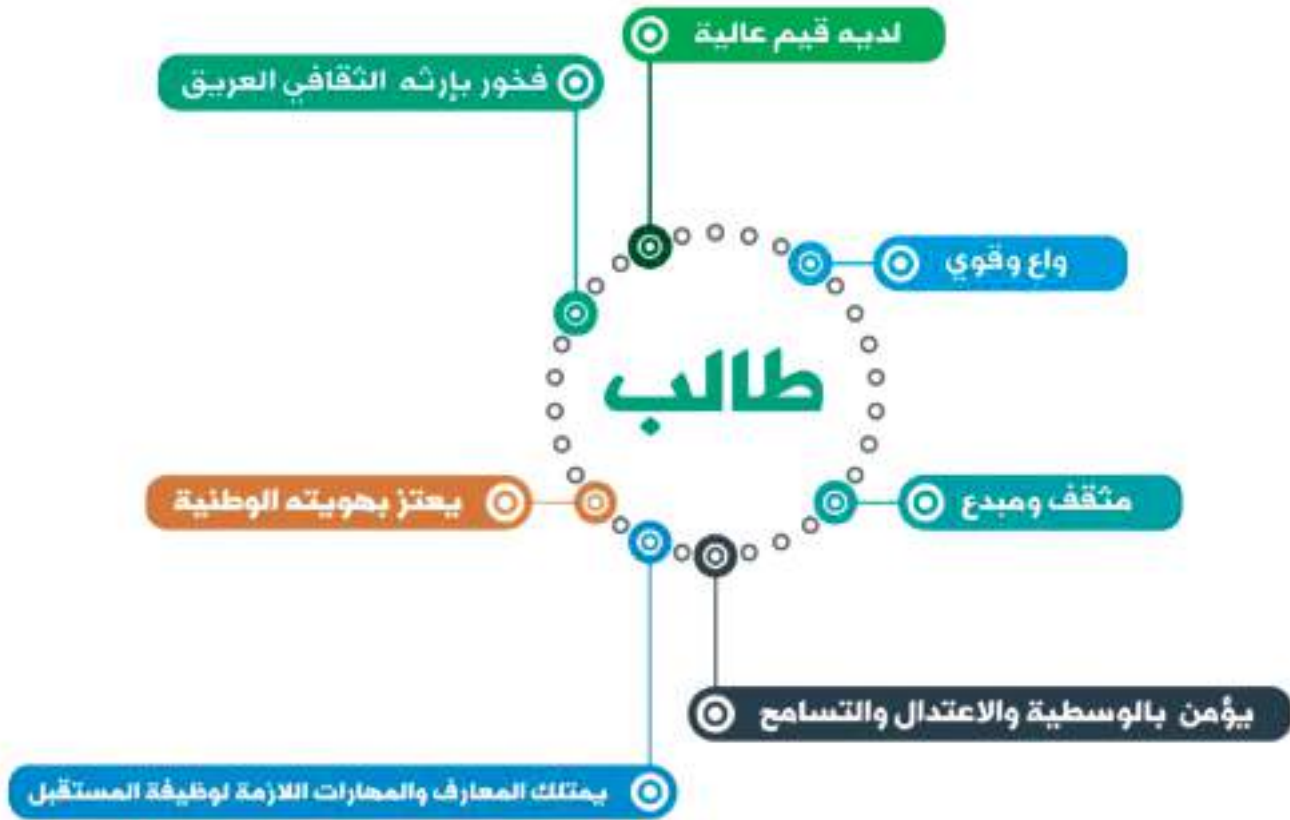 لديه قيم عالية
فخور بإرثه الثقافي العريق
واع وقوي
طالب
يعتز بهويته الوطنية
مثقف ومبدع
يؤمن بالوسطية والاعتدال والتسامح
يمتلك المعارف والمهارات اللازمة لوظيفة المستقبل